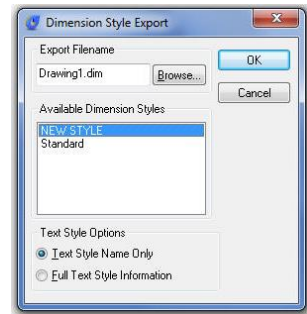 Dimension Style Export
Export Filename
Drawing1.dim
Browse...
OK
Cancel
Available Dimension Styles
NEW STYLE
Standard
Text Style Options
Text Style Name Only
Full Text Style Information